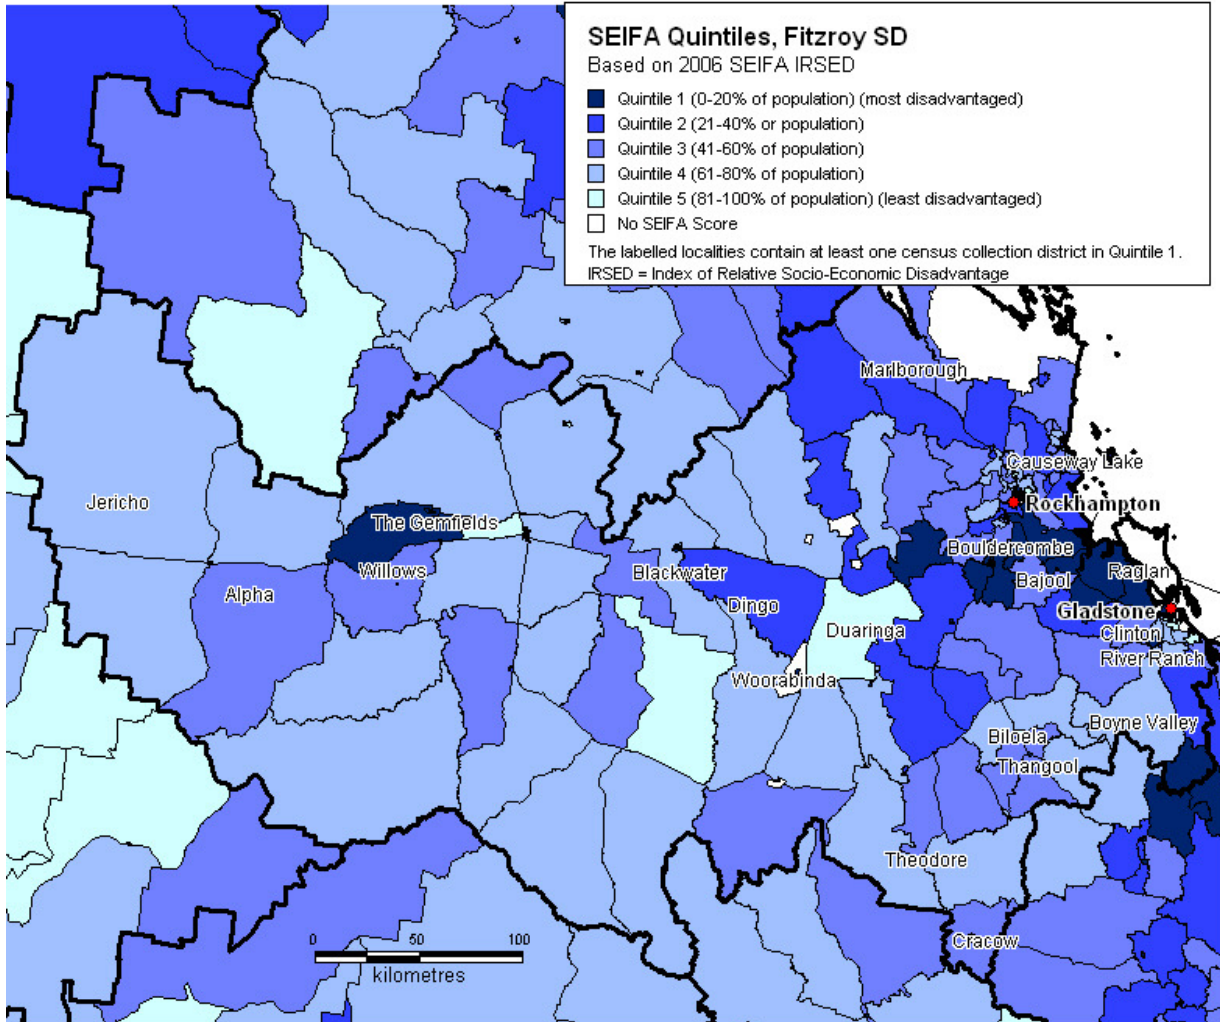 SEIFA Quintiles, Fitzroy SD
Based on 2006 SEIFA IRSED
Quintile 1 (0-20% of population) (most disadvantaged)
Quintile 2 (21-40% or population)
Quintile 3 (41-60% of population)
Quintile 4 (61-80% of population)
Quintile 5 (81-100% of population) (least disadvantaged)
No SEIFA Score
The labelled localities contain at least one census collection district in Quintile 1.
IRSED = Index of Relative Socio-Economic Disadvantage
Marlborough
Causeway Lake
Jericho
Rockhampton
The Gemfields
Bouldercombe
Willows
Blackwater
Bajool
Raglan
Alpha
Dingo
Gladstone
Duaringa
Clinton
River Ranch
Woorabinda
Boyne Valley
Biloela
Thangool
Theodore
Cracow
0 50 100
kilometres